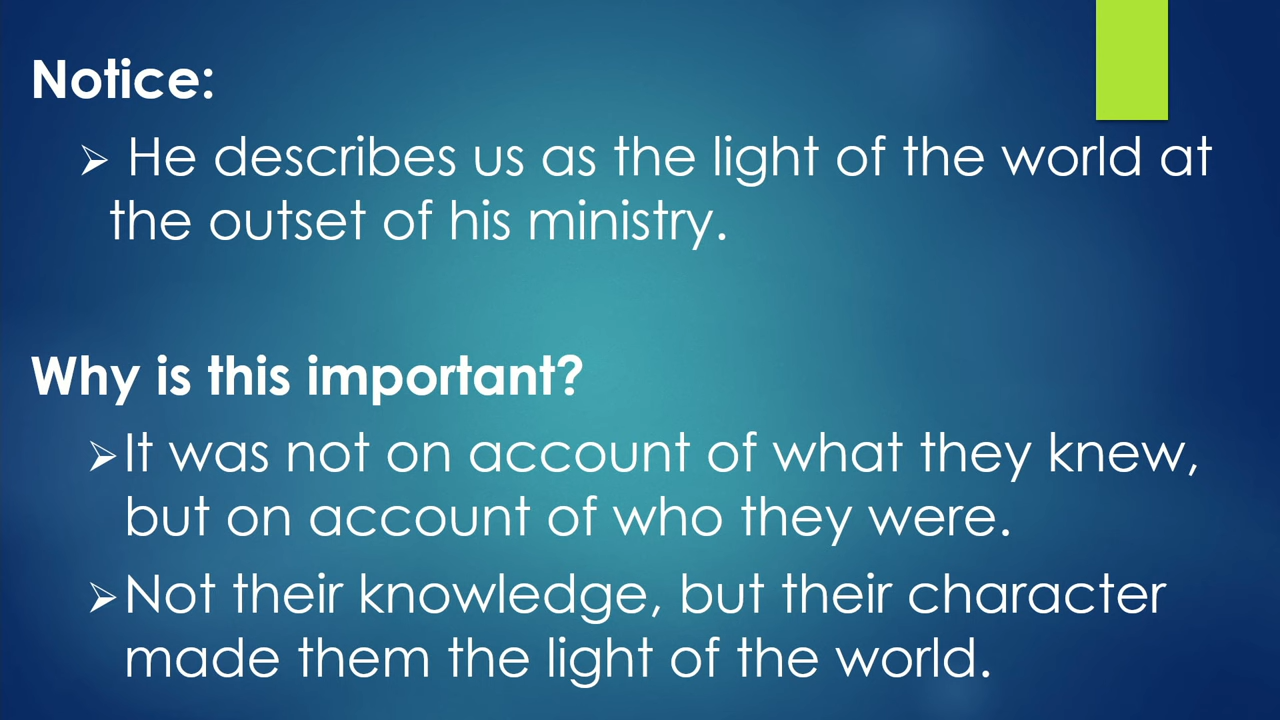 Notice:
➢ He describes us as the light of the world at
the outset of his ministry.
Why is this important?
➢It was not on account of what they knew,
but on account of who they were.
➢Not their knowledge, but their character
made them the light of the world.